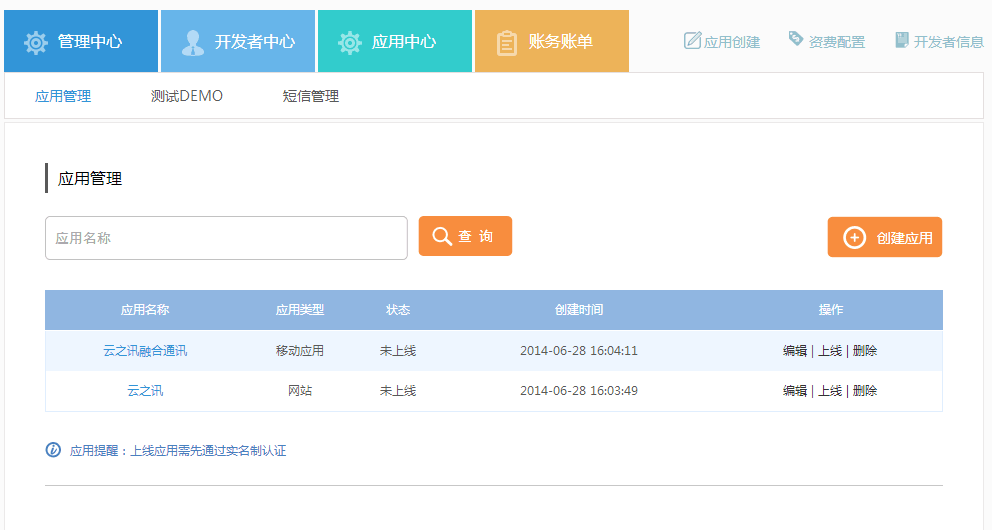 管理中心 开发者中心 应用中心 账务账单 应用创建 资费配置 开发者信息
应用管理 测试DEMO 短信管理
应用管理
应用名称 查 询 创建应用
应用名称 应用类型 状态 创建时间 操作
云之讯融合通讯 移动应用 未上线 2014-06-28 16:04:11 编辑 | 上线 | 删除
云之讯 网站 未上线 2014-06-28 16:03:49 编辑 | 上线 | 删除
应用提醒：上线应用需先通过实名制认证